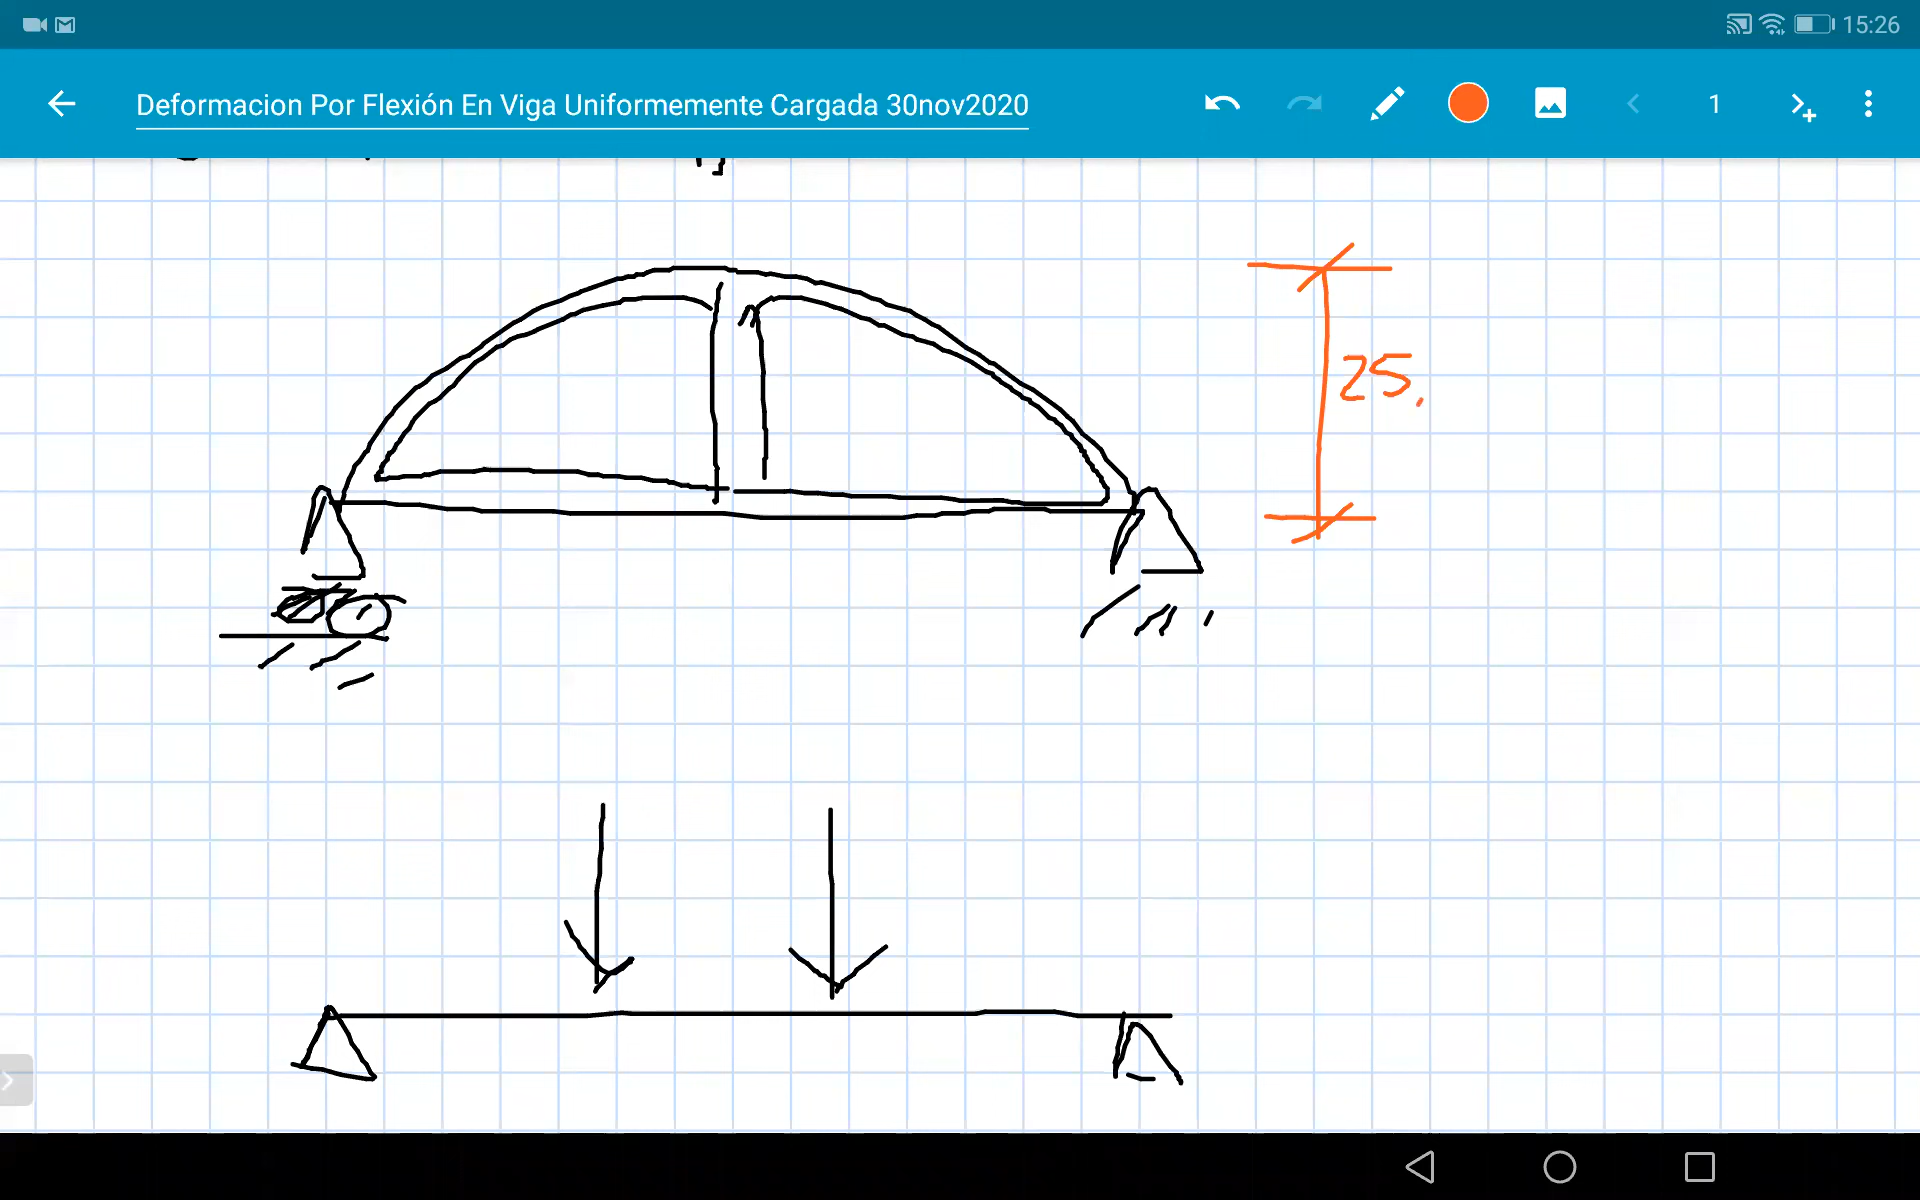 15:26
Deformacion Por Flexión En Viga Uniformemente Cargada 30nov2020
1
25.